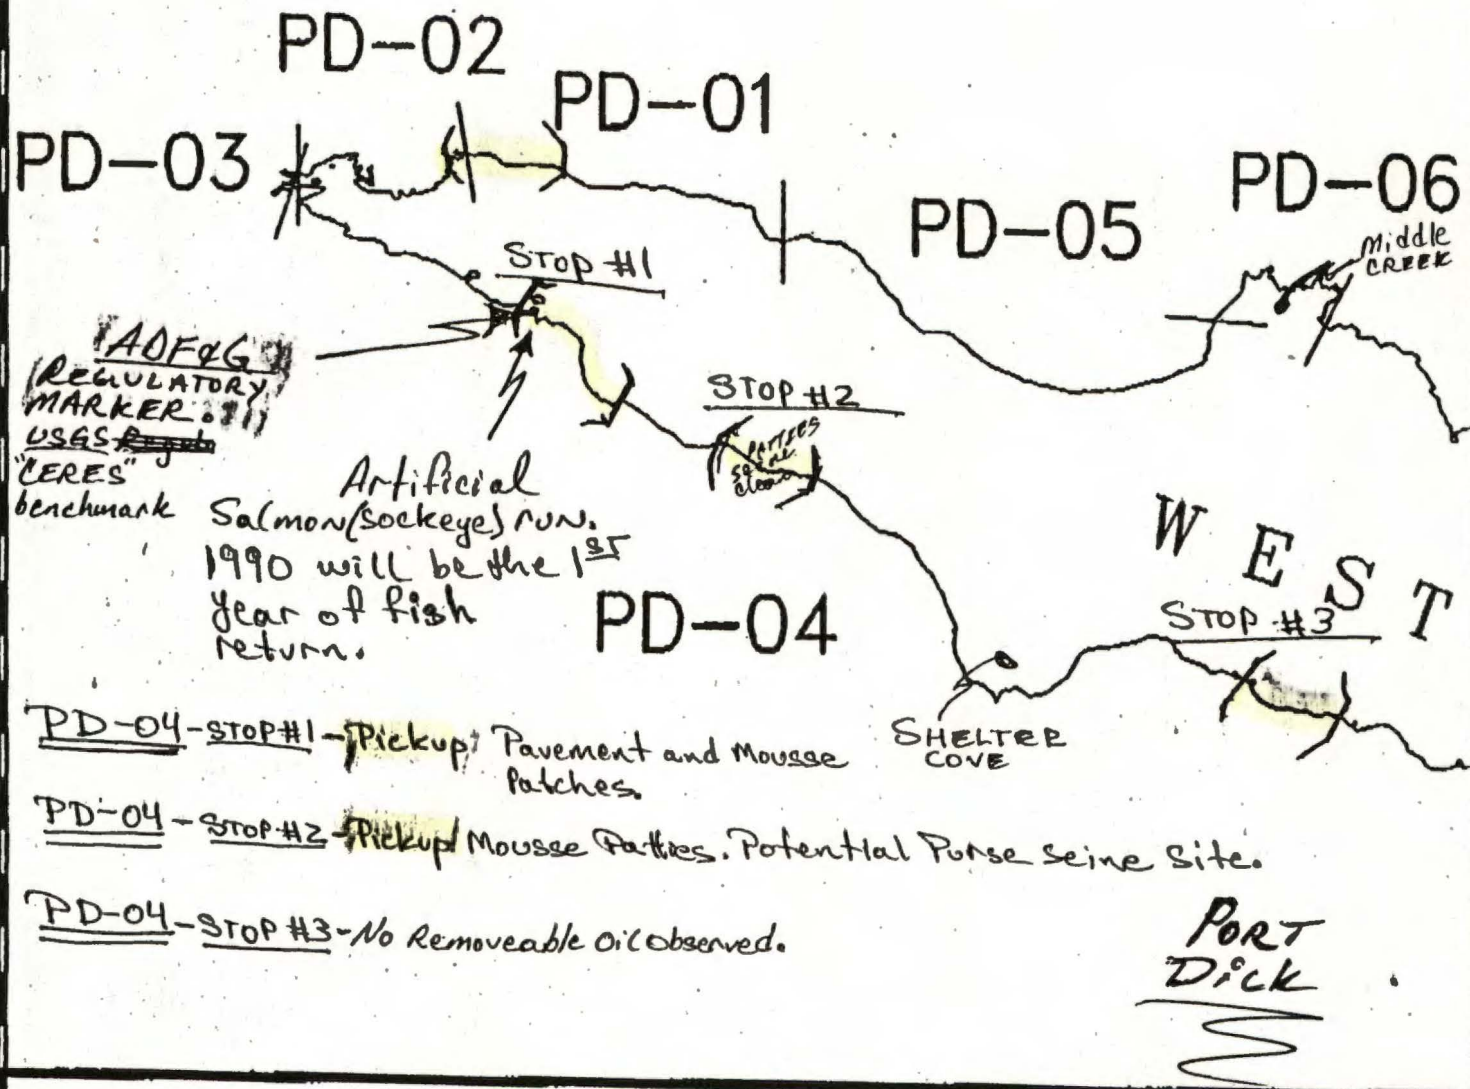 PD-02
PD-01
PD-03
PD-06
PD-05
Middle
CREEK
STOP #1
ADF&G
REGULATORY
MARKER.
USGS
"CERES"
benchmark
STOP #2
PATTIES
Artificial
Salmon(sockeye) run.
1990 will be the 1ST
year of fish
return.
PD-04
WEST
STOP #3
SHELTER
COVE
PD-04-STOP #1-Pickup Pavement and Mousse
Patches.
PD-04-STOP #2-Pickup Mousse Patties. Potential Purse seine site.
PD-04-STOP #3-No Removeable oil observed.
PORT
DICK